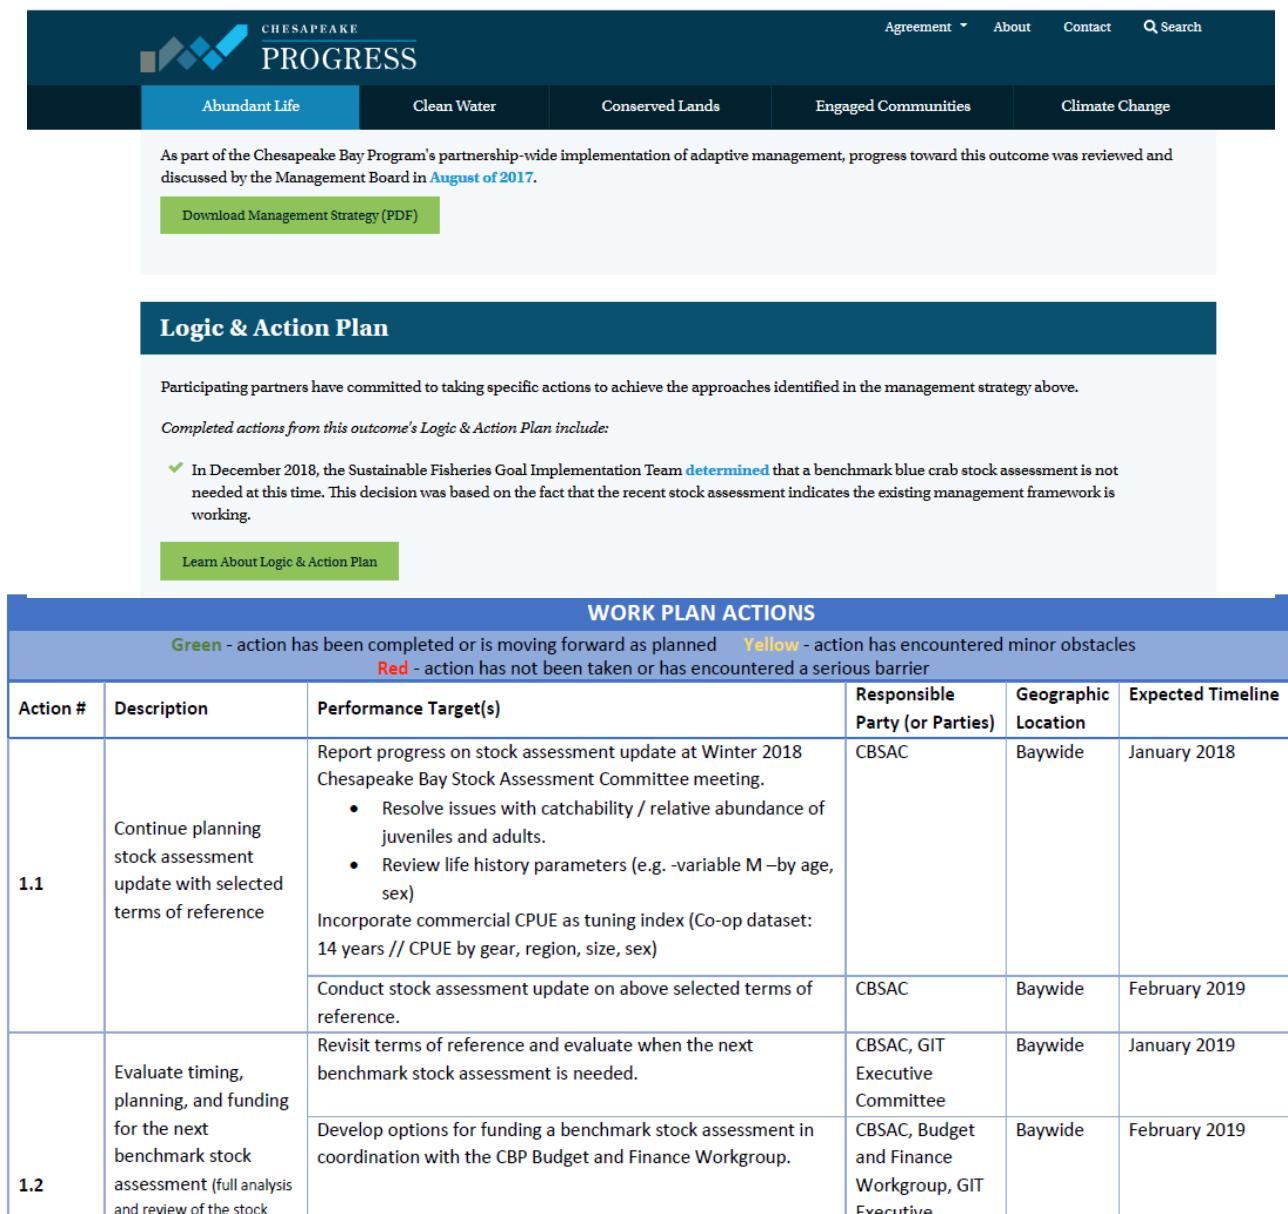 CHESAPEAKE
PROGRESS
Agreement About Contact Search
Abundant Life Clean Water Conserved Lands Engaged Communities Climate Change
As part of the Chesapeake Bay Program's partnership-wide implementation of adaptive management, progress toward this outcome was reviewed and
discussed by the Management Board in August of 2017.
Download Management Strategy (PDF)
Logic & Action Plan
Participating partners have committed to taking specific actions to achieve the approaches identified in the management strategy above.
Completed actions from this outcome's Logic & Action Plan include:
In December 2018, the Sustainable Fisheries Goal Implementation Team determined that a benchmark blue crab stock assessment is not
needed at this time. This decision was based on the fact that the recent stock assessment indicates the existing management framework is
working.
Learn About Logic & Action Plan
WORK PLAN ACTIONS
Green - action has been completed or is moving forward as planned Yellow - action has encountered minor obstacles
Red - action has not been taken or has encountered a serious barrier
Action # Description Performance Target(s) Responsible
Party (or Parties) Geographic
Location Expected Timeline
1.1
Continue planning
stock assessment
update with selected
terms of reference
Report progress on stock assessment update at Winter 2018
Chesapeake Bay Stock Assessment Committee meeting.
• Resolve issues with catchability / relative abundance of
juveniles and adults.
• Review life history parameters (e.g. -variable M –by age,
sex)
Incorporate commercial CPUE as tuning index (Co-op dataset:
14 years // CPUE by gear, region, size, sex)
CBSAC Baywide January 2018
Conduct stock assessment update on above selected terms of
reference.
CBSAC Baywide February 2019
1.2
Evaluate timing,
planning, and funding
for the next
benchmark stock
assessment (full analysis
and review of the stock
Revisit terms of reference and evaluate when the next
benchmark stock assessment is needed.
CBSAC, GIT
Executive
Committee
Baywide January 2019
Develop options for funding a benchmark stock assessment in
coordination with the CBP Budget and Finance Workgroup.
CBSAC, Budget
and Finance
Workgroup, GIT
Executive
Baywide February 2019